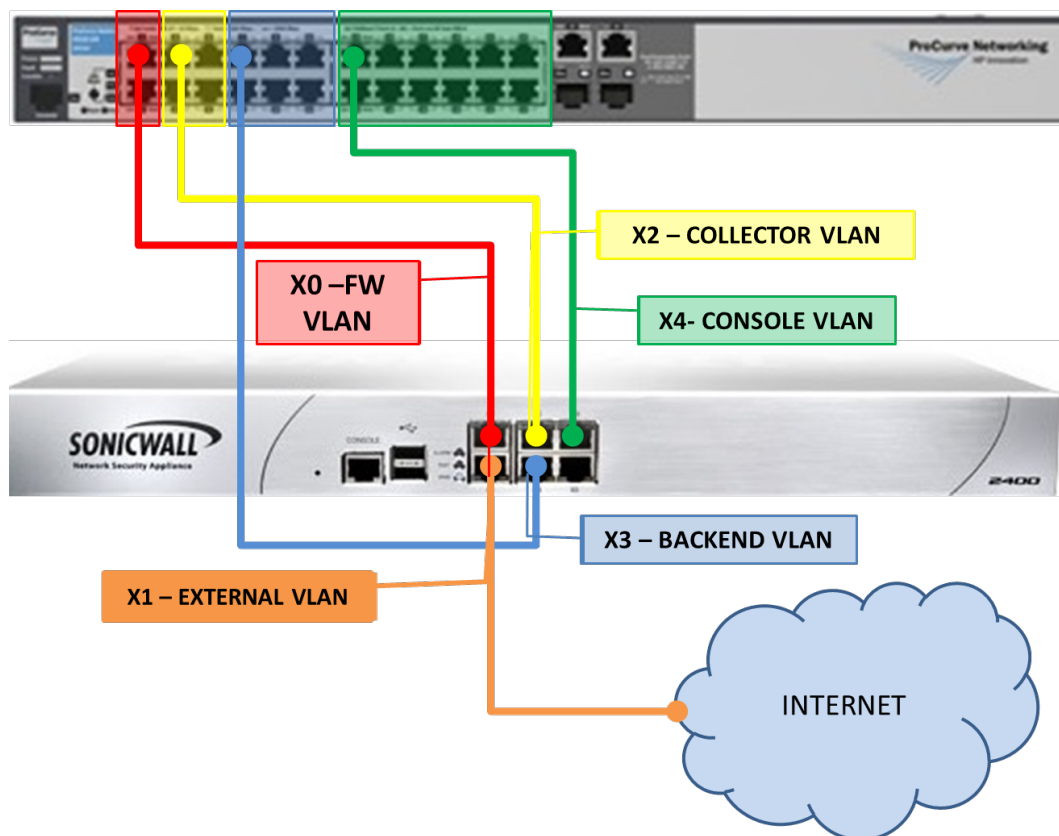 ProCurve
ProCurve Networking
HP Innovation
X2 – COLLECTOR VLAN
X0 –FW
VLAN
X4- CONSOLE VLAN
SONICWALL
Network Security Appliance
CONSOLE
2400
X3 – BACKEND VLAN
X1 – EXTERNAL VLAN
INTERNET